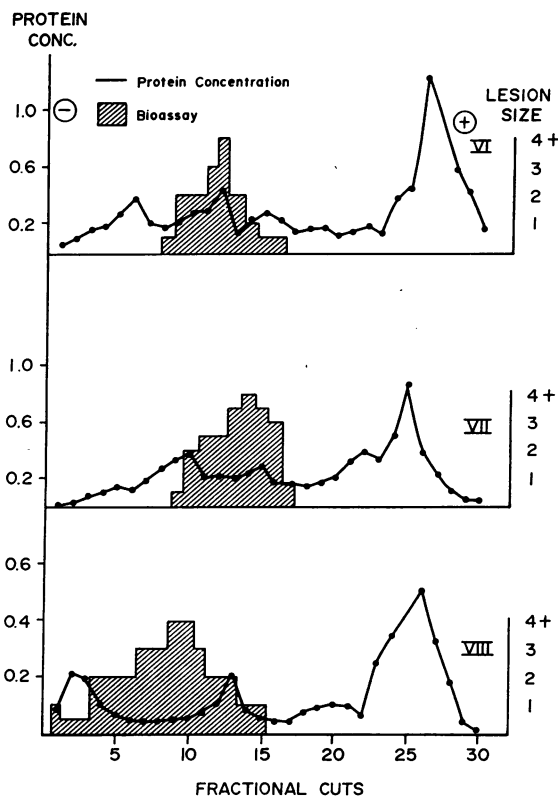 PROTEIN
CONC.
— Protein Concentration
Bioassay
LESION
SIZE
1.0
0.6
0.2
−
+
VI
4+
3
2
1
1.0
0.6
0.2
VII
4+
3
2
1
0.6
0.4
0.2
VIII
4+
3
2
1
5 10 15 20 25 30
FRACTIONAL CUTS